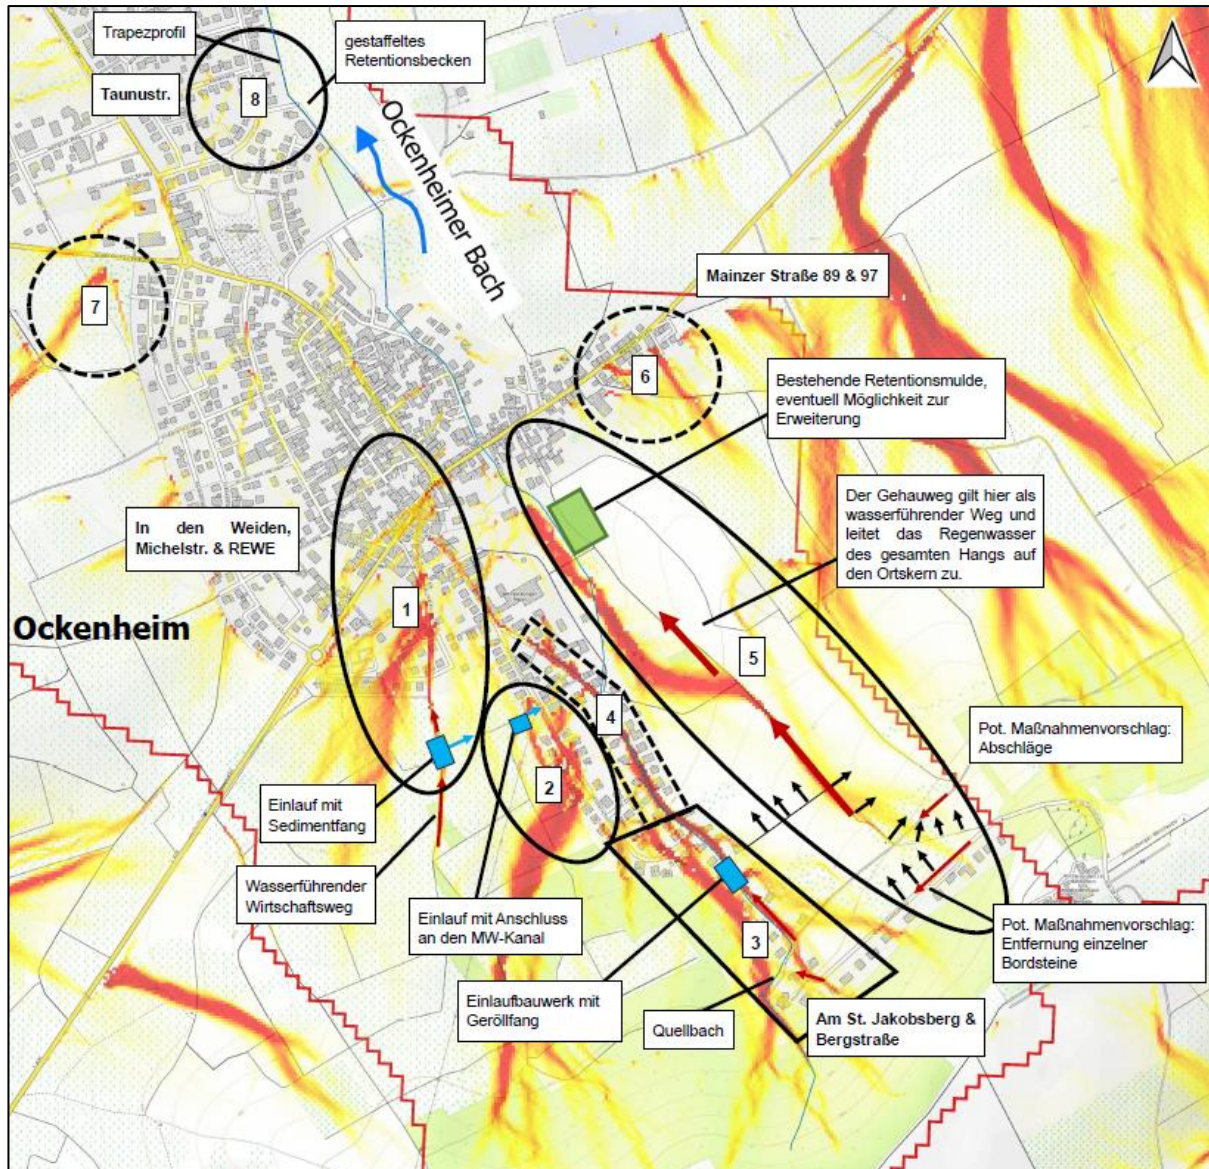 Trapezprofil
gestaffeltes
Retentionsbecken
Taunustr.
8
Ockenheimer Bach
7
Mainzer Straße 89 & 97
6
Bestehende Retentionsmulde,
eventuell Möglichkeit zur
Erweiterung
Der Gehauweg gilt hier als
wasserführender Weg und
leitet das Regenwasser
des gesamten Hangs auf
den Ortskern zu.
In den Weiden,
Michelstr. & REWE
Ockenheim
1
5
4
2
3
Pot. Maßnahmenvorschlag:
Abschläge
Einlauf mit
Sedimentfang
Wasserführender
Wirtschaftsweg
Einlauf mit Anschluss
an den MW-Kanal
Einlaufbauwerk mit
Geröllfang
Quellbach
Am St. Jakobsberg &
Bergstraße
Pot. Maßnahmenvorschlag:
Entfernung einzelner
Bordsteine